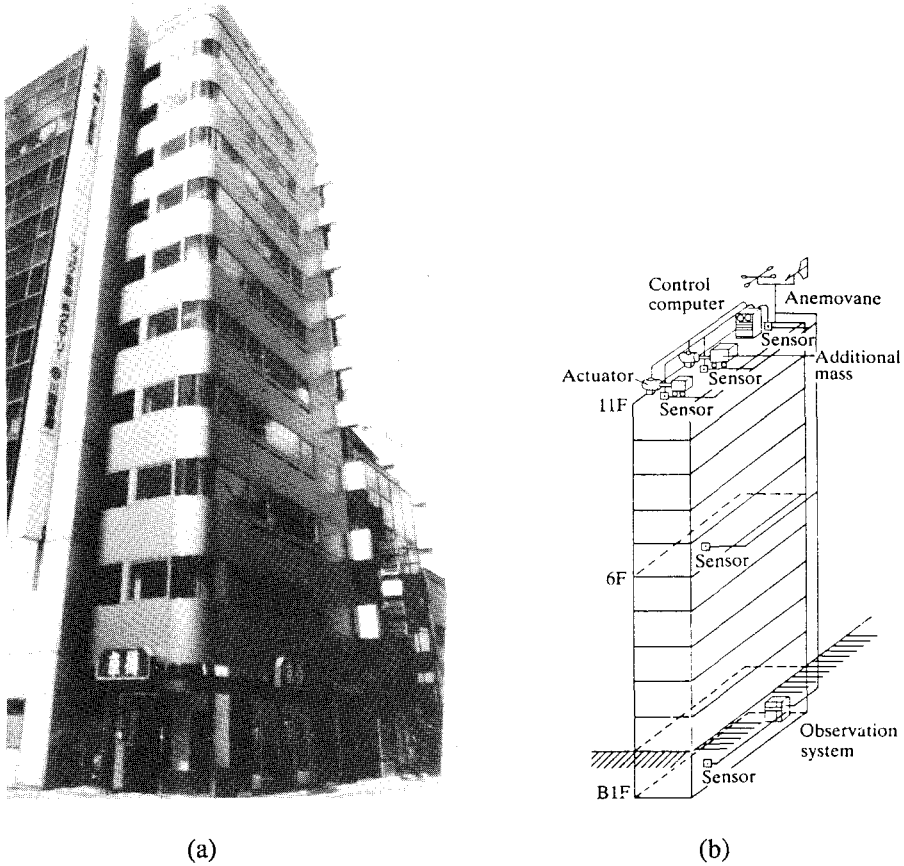 Control
computer
Anemovane
Sensor
Actuator
Sensor
Additional
mass
11F
Sensor
6F
Sensor
Observation
system
Sensor
B1F
(a)
(b)